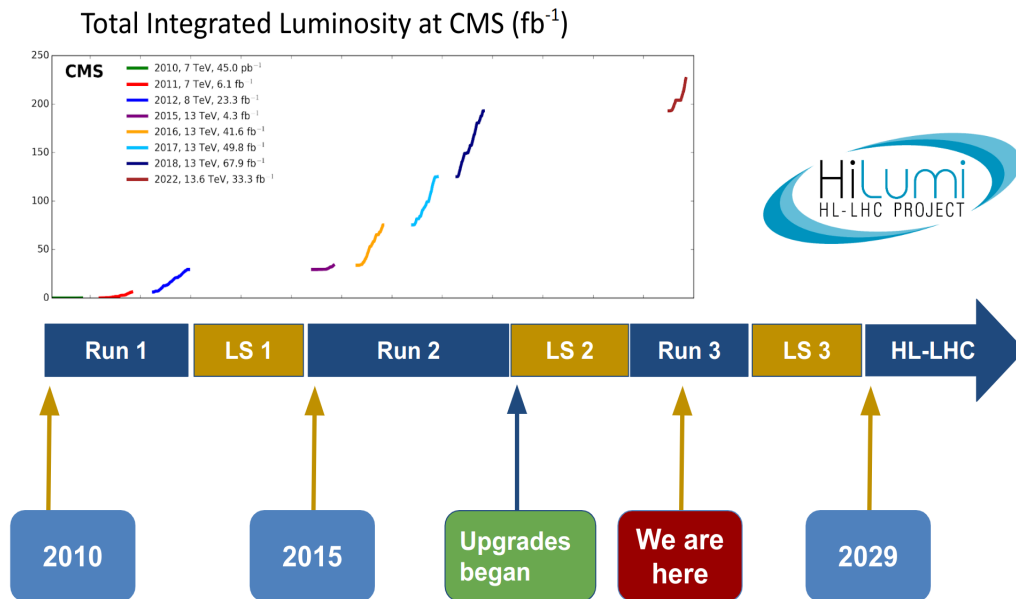 Total Integrated Luminosity at CMS (fb⁻¹)
250
200
150
100
50
0
CMS
2010, 7 TeV, 45.0 pb⁻¹
2011, 7 TeV, 6.1 fb⁻¹
2012, 8 TeV, 23.3 fb⁻¹
2015, 13 TeV, 4.3 fb⁻¹
2016, 13 TeV, 41.6 fb⁻¹
2017, 13 TeV, 49.8 fb⁻¹
2018, 13 TeV, 67.9 fb⁻¹
2022, 13.6 TeV, 33.3 fb⁻¹
HiLumi
HL-LHC PROJECT
Run 1
LS 1
Run 2
LS 2
Run 3
LS 3
HL-LHC
2010
2015
Upgrades
began
We are
here
2029